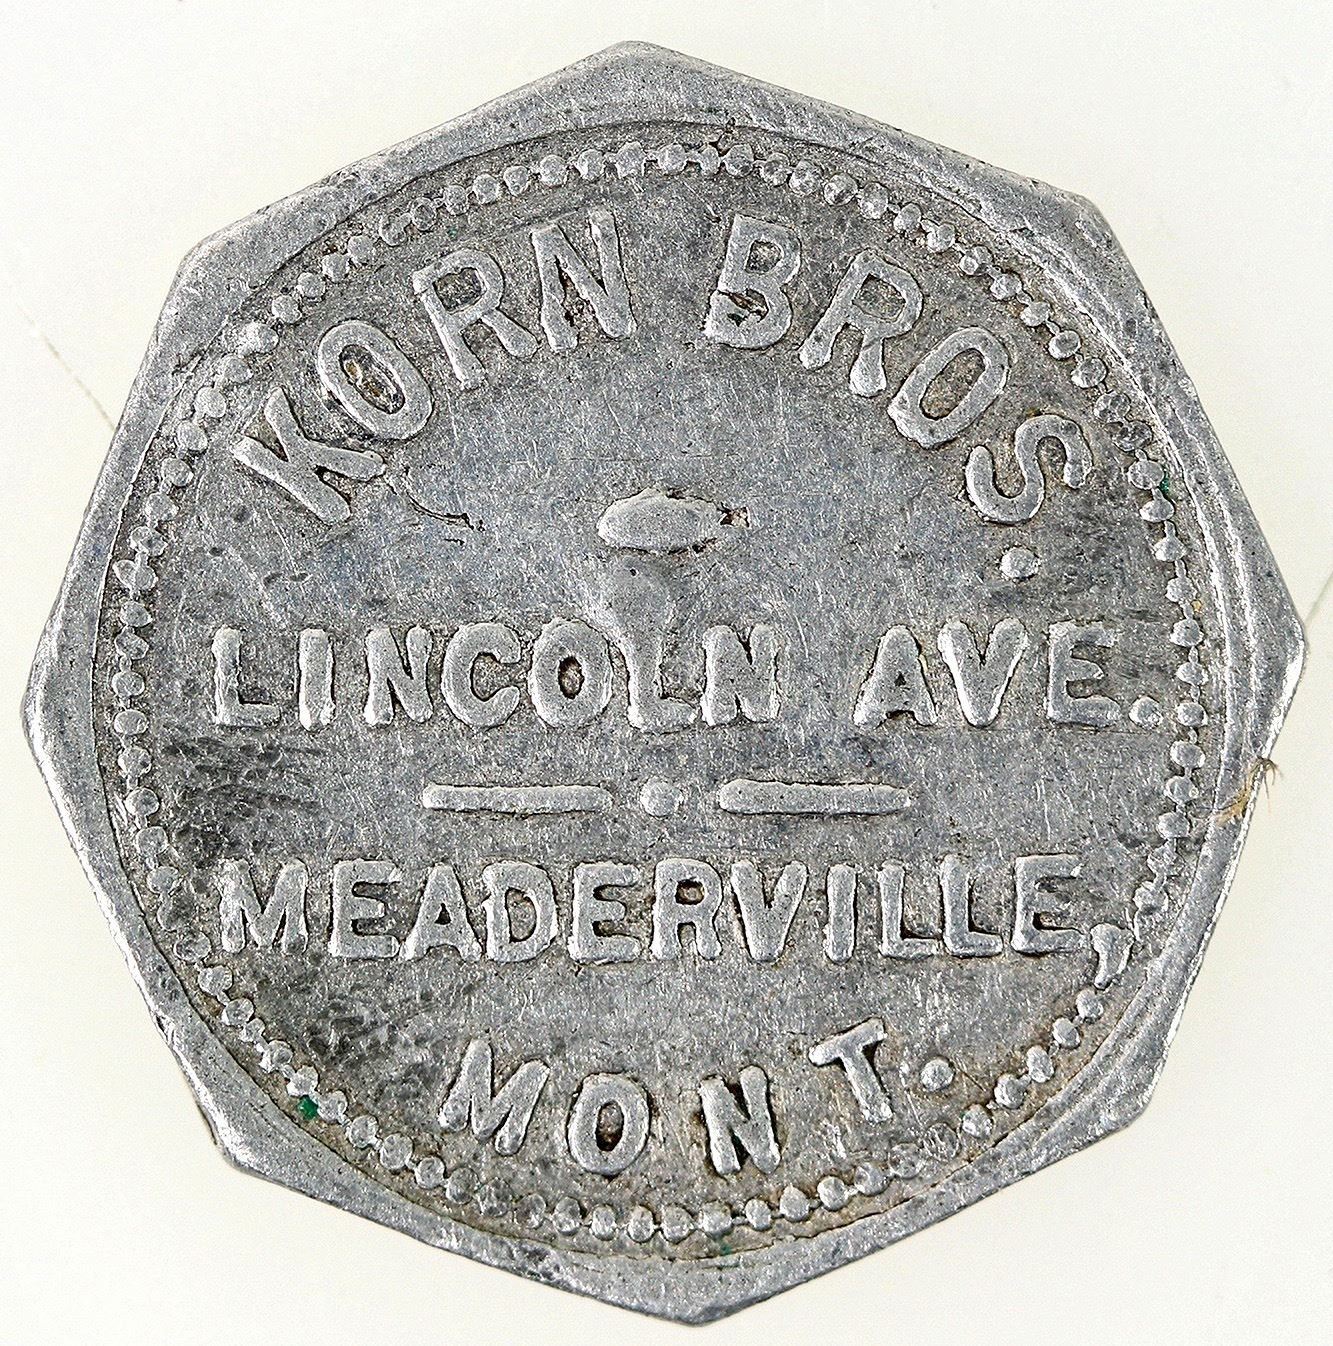 KORN BROS.
LINCOLN AVE.
MEADERVILLE,
MONT.